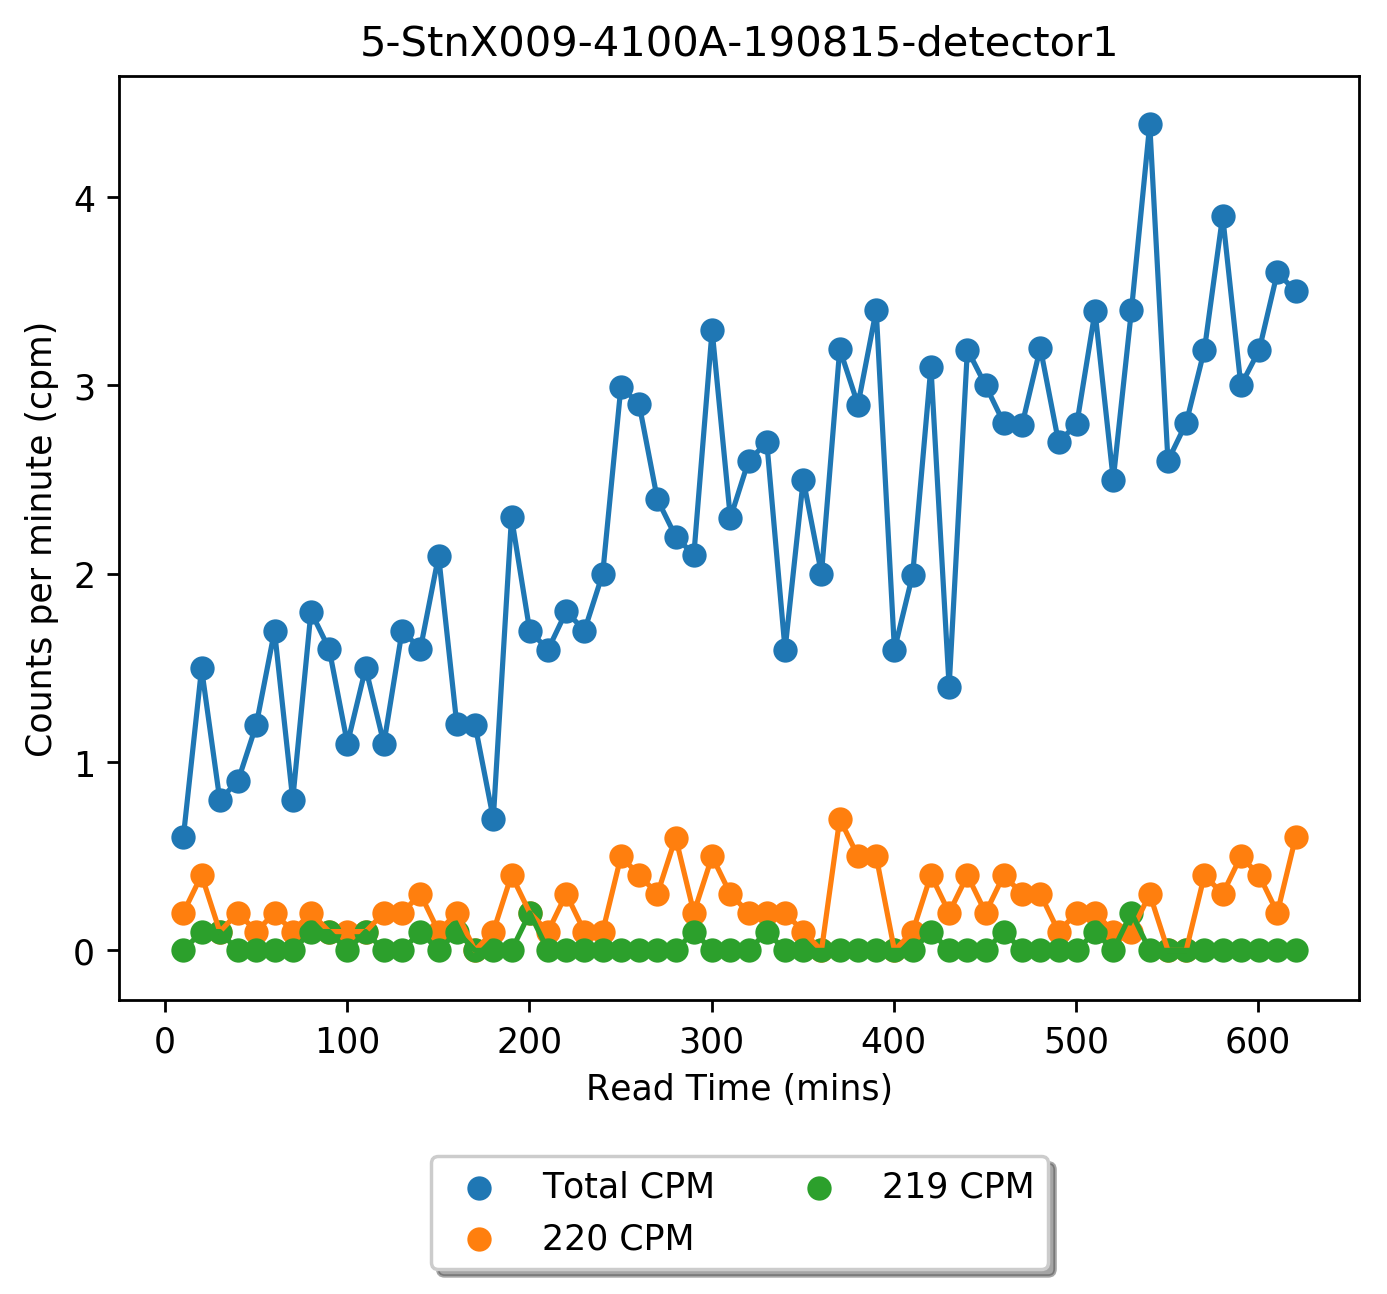 5-StnX009-4100A-190815-detector1
4
3
2
1
0
Counts per minute (cpm)
0 100 200 300 400 500 600
Read Time (mins)
Total CPM 219 CPM
220 CPM